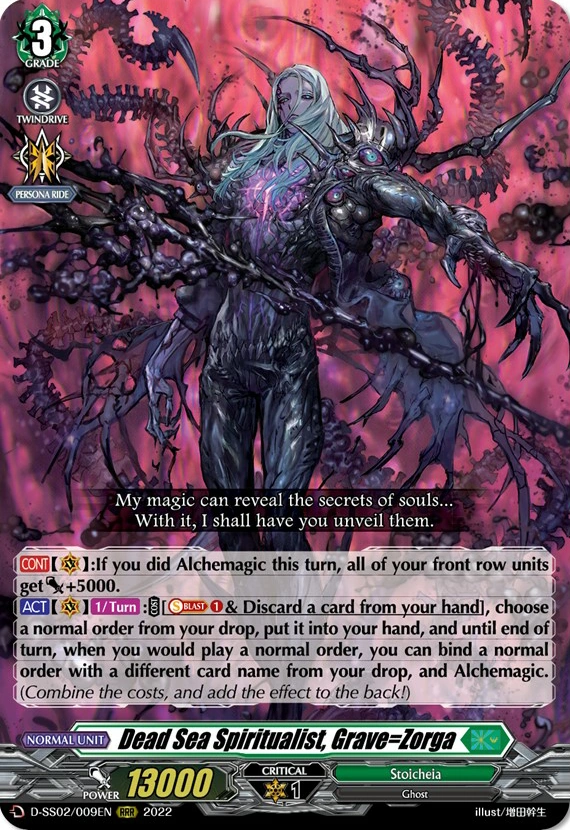 3
GRADE
TWINDRIVE
PERSONA RIDE
My magic can reveal the secrets of souls...
With it, I shall have you unveil them.
CONT【】:If you did Alchemagic this turn, all of your front row units
get +5000.
ACT【】1/Turn:COST[S BLAST 1 & Discard a card from your hand], choose
a normal order from your drop, put it into your hand, and until end of
turn, when you would play a normal order, you can bind a normal
order with a different card name from your drop, and Alchemagic.
(Combine the costs, and add the effect to the back!)
NORMAL UNIT Dead Sea Spiritualist, Grave=Zorga
POWER 13000 CRITICAL 1 Stoicheia
Ghost
D-SS02/009EN RRR 2022 illust/増田幹生